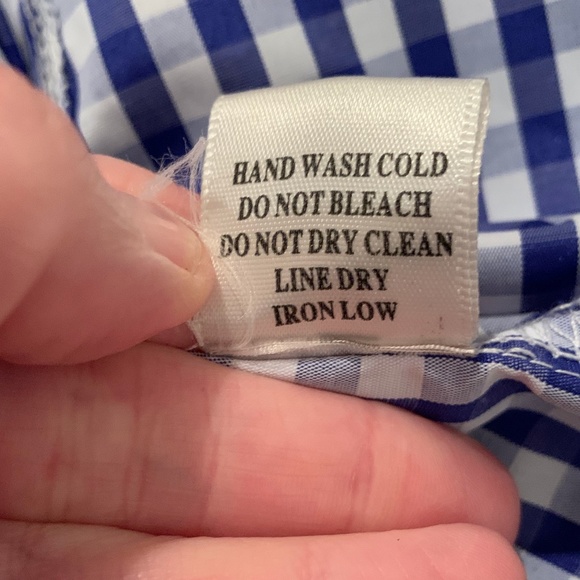 HAND WASH COLD
DO NOT BLEACH
DO NOT DRY CLEAN
LINE DRY
IRON LOW